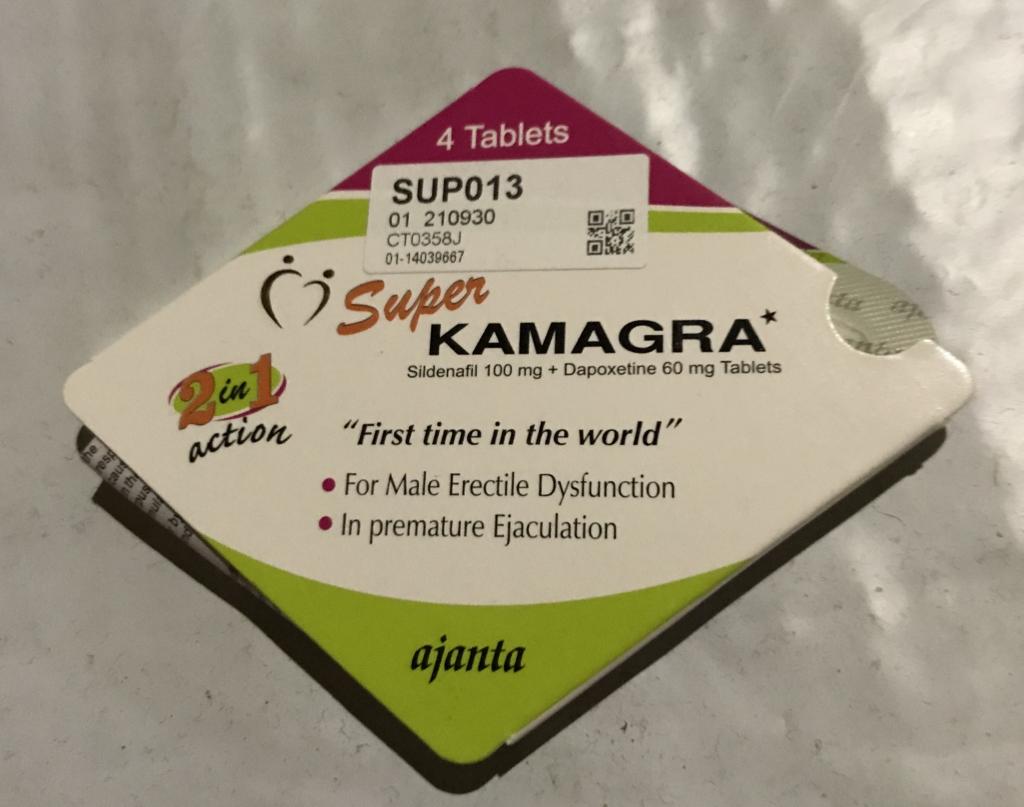 4 Tablets
SUP013
01 210930
CT0358J
01-14039667
Super
KAMAGRA*
Sildenafil 100 mg + Dapoxetine 60 mg Tablets
2 in 1
action
"First time in the world"
• For Male Erectile Dysfunction
• In premature Ejaculation
ajanta